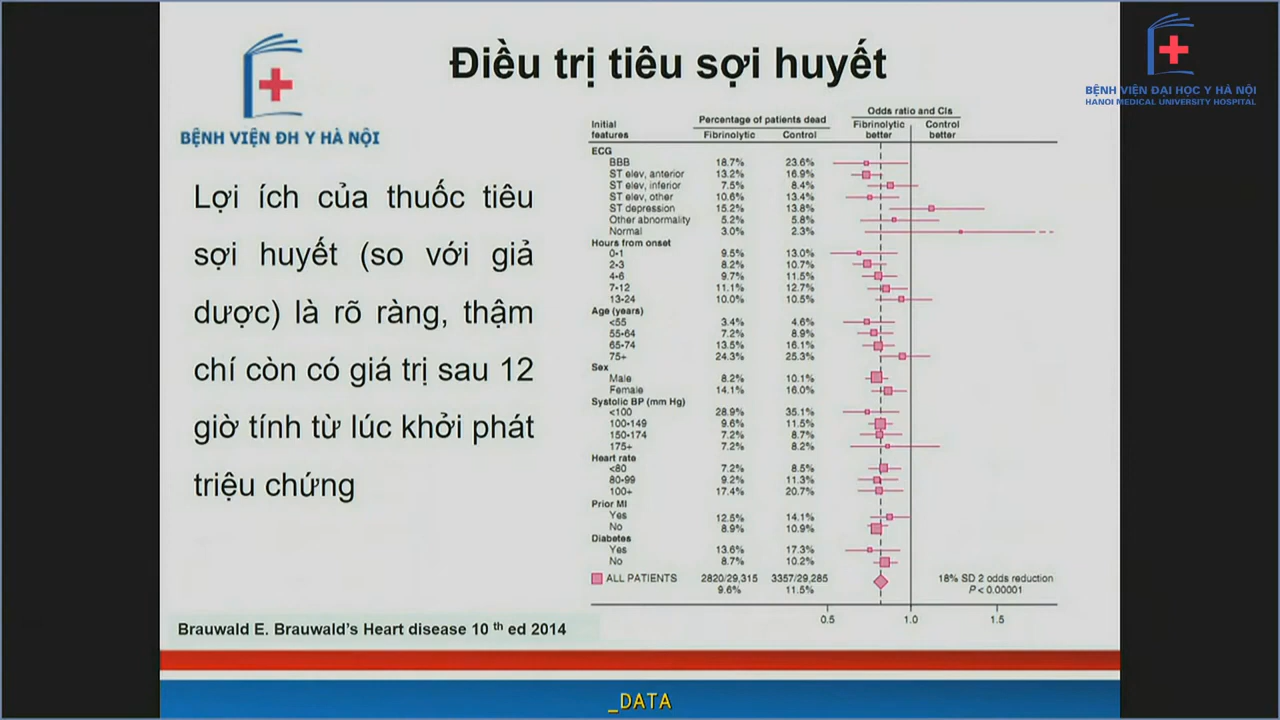 Điều trị tiêu sợi huyết
BỆNH VIỆN ĐH Y HÀ NỘI
BỆNH VIỆN ĐẠI HỌC Y HÀ NỘI
HANOI MEDICAL UNIVERSITY HOSPITAL
Lợi ích của thuốc tiêu
sợi huyết (so với giả
dược) là rõ ràng, thậm
chí còn có giá trị sau 12
giờ tính từ lúc khởi phát
triệu chứng
Odds ratio and CIs
Initial features Percentage of patients dead Fibrinolytic better Control better
Fibrinolytic Control
ECG
BBB 18.7% 23.6%
ST elev, anterior 13.2% 16.9%
ST elev, inferior 7.5% 8.4%
ST elev, other 10.6% 13.4%
ST depression 15.2% 13.8%
Other abnormality 5.2% 5.8%
Normal 3.0% 2.3%
Hours from onset
0-1 9.5% 13.0%
2-3 8.2% 10.7%
4-6 9.7% 11.5%
7-12 11.1% 12.7%
13-24 10.0% 10.5%
Age (years)
<55 3.4% 4.6%
55-64 7.2% 8.9%
65-74 13.5% 16.1%
75+ 24.3% 25.3%
Sex
Male 8.2% 10.1%
Female 14.1% 16.0%
Systolic BP (mm Hg)
<100 28.9% 35.1%
100-149 9.6% 11.5%
150-174 7.2% 8.7%
175+ 7.2% 8.2%
Heart rate
<80 7.2% 8.5%
80-99 9.2% 11.3%
100+ 17.4% 20.7%
Prior MI
Yes 12.5% 14.1%
No 8.9% 10.9%
Diabetes
Yes 13.6% 17.3%
No 8.7% 10.2%
ALL PATIENTS 2820/29,315 3357/29,285 18% SD 2 odds reduction
9.6% 11.5% P < 0.00001
0.5 1.0 1.5
Brauwald E. Brauwald's Heart disease 10 th ed 2014
_DATA